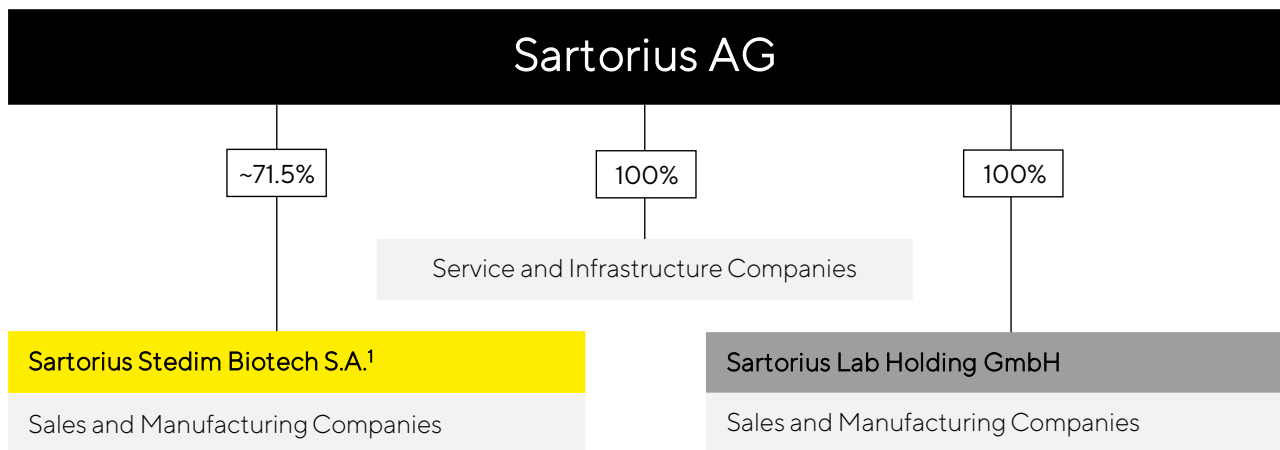 Sartorius AG
~71.5%
100%
100%
Service and Infrastructure Companies
Sartorius Stedim Biotech S.A.¹
Sartorius Lab Holding GmbH
Sales and Manufacturing Companies
Sales and Manufacturing Companies